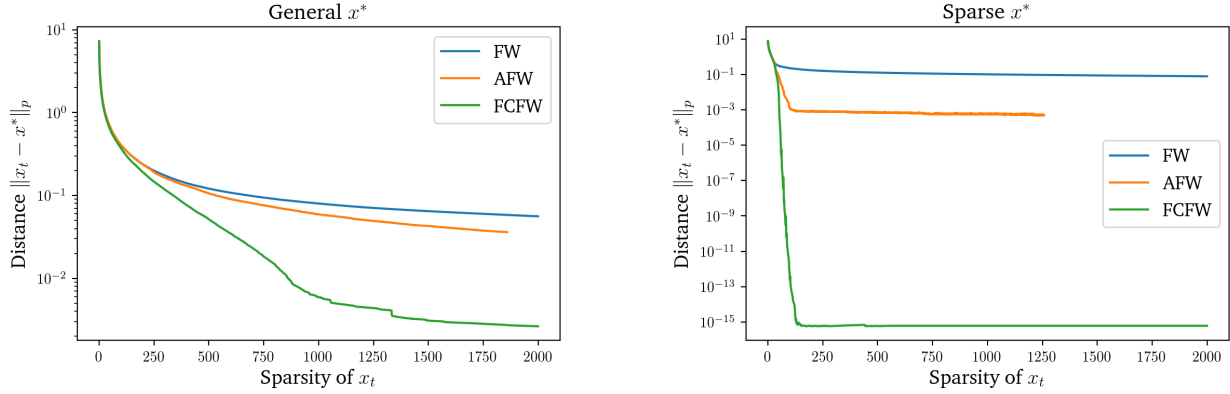 General $x^*$
Distance $\|x_t - x^*\|_p$
$10^1$
$10^0$
$10^{-1}$
$10^{-2}$
FW
AFW
FCFW
0 250 500 750 1000 1250 1500 1750 2000
Sparsity of $x_t$
Sparse $x^*$
Distance $\|x_t - x^*\|_p$
$10^1$
$10^{-1}$
$10^{-3}$
$10^{-5}$
$10^{-7}$
$10^{-9}$
$10^{-11}$
$10^{-13}$
$10^{-15}$
FW
AFW
FCFW
0 250 500 750 1000 1250 1500 1750 2000
Sparsity of $x_t$